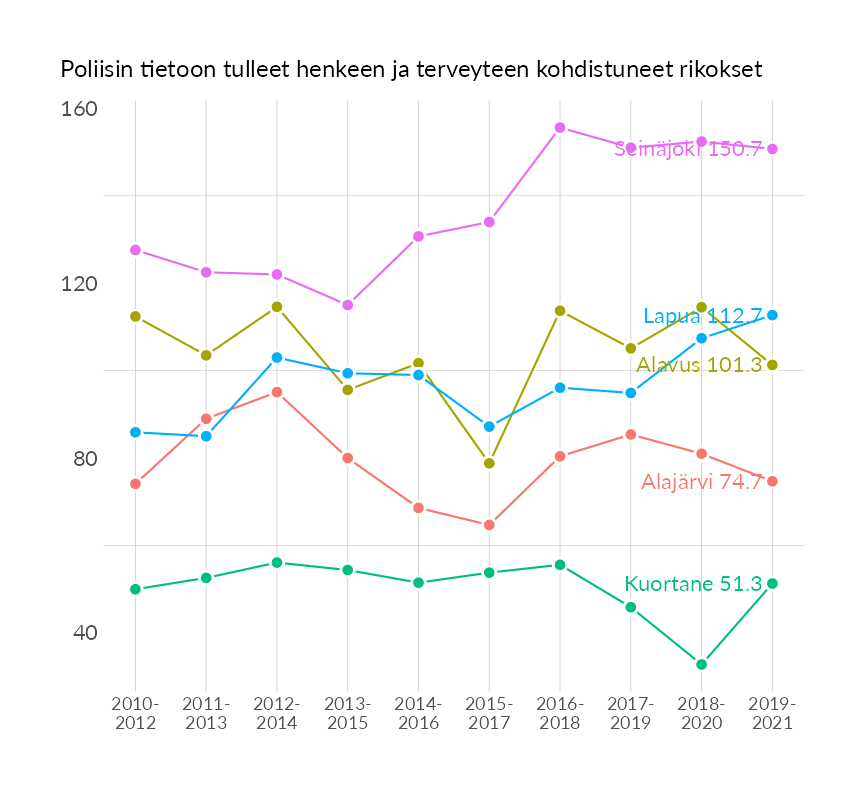 Poliisin tietoon tulleet henkeen ja terveyteen kohdistuneet rikokset
160
Seinäjoki 150.7
120
Lapua 112.7
Alavus 101.3
80
Alajärvi 74.7
Kuortane 51.3
40
2010- 2011- 2012- 2013- 2014- 2015- 2016- 2017- 2018- 2019-
2012 2013 2014 2015 2016 2017 2018 2019 2020 2021